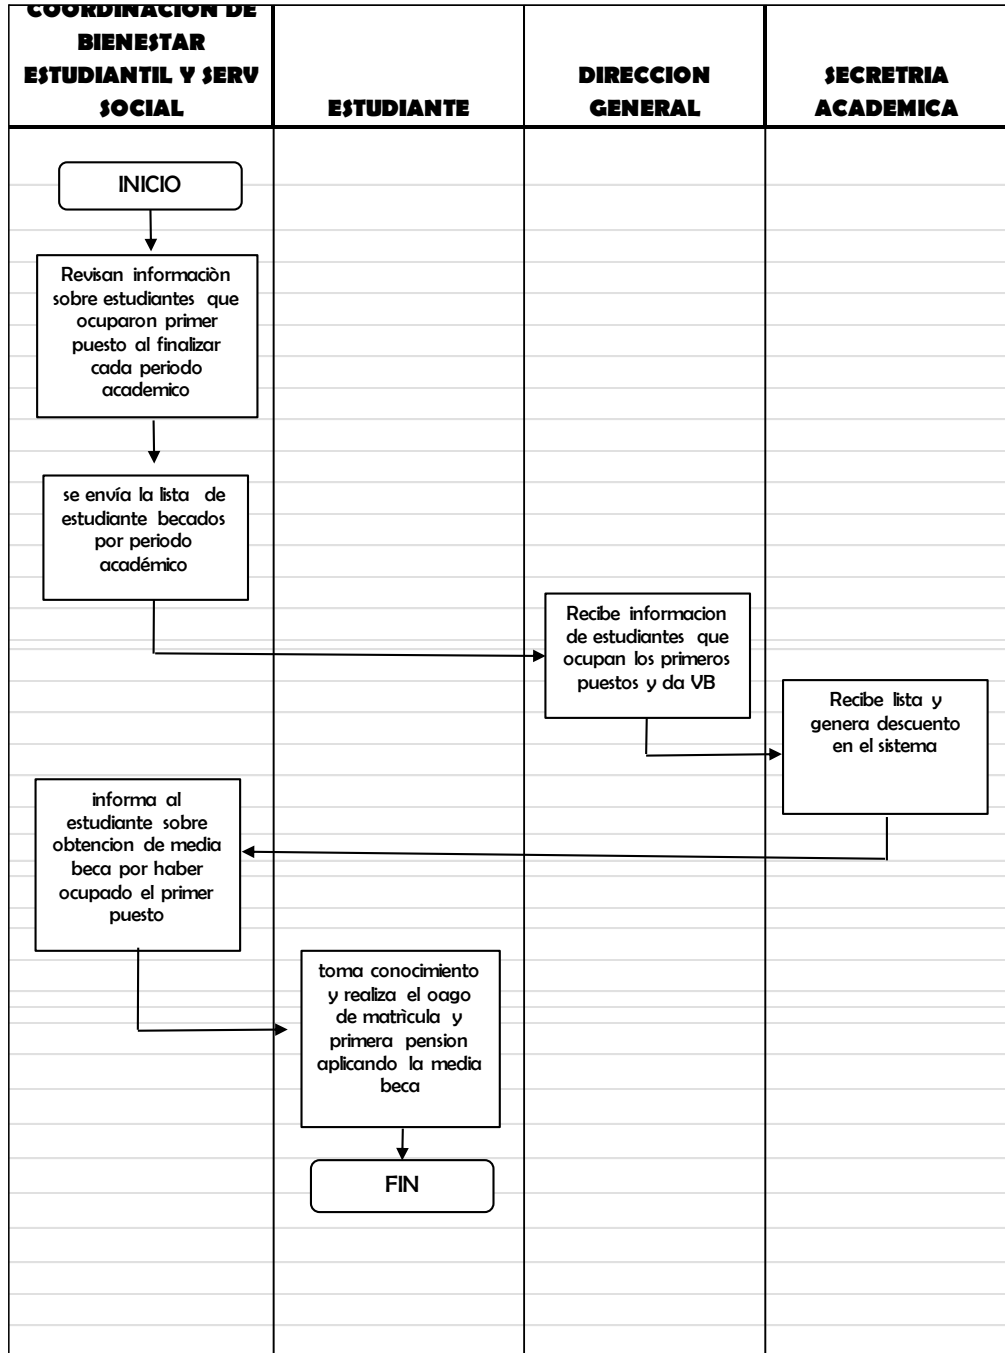 COORDINACION DE
BIENESTAR
ESTUDIANTIL Y SERV
SOCIAL
ESTUDIANTE
DIRECCION
GENERAL
SECRETRIA
ACADEMICA
INICIO
Revisan informaciòn
sobre estudiantes que
ocuparon primer
puesto al finalizar
cada periodo
academico
se envía la lista de
estudiante becados
por periodo
académico
Recibe informacion
de estudiantes que
ocupan los primeros
puestos y da VB
Recibe lista y
genera descuento
en el sistema
informa al
estudiante sobre
obtencion de media
beca por haber
ocupado el primer
puesto
toma conocimiento
y realiza el oago
de matrìcula y
primera pension
aplicando la media
beca
FIN